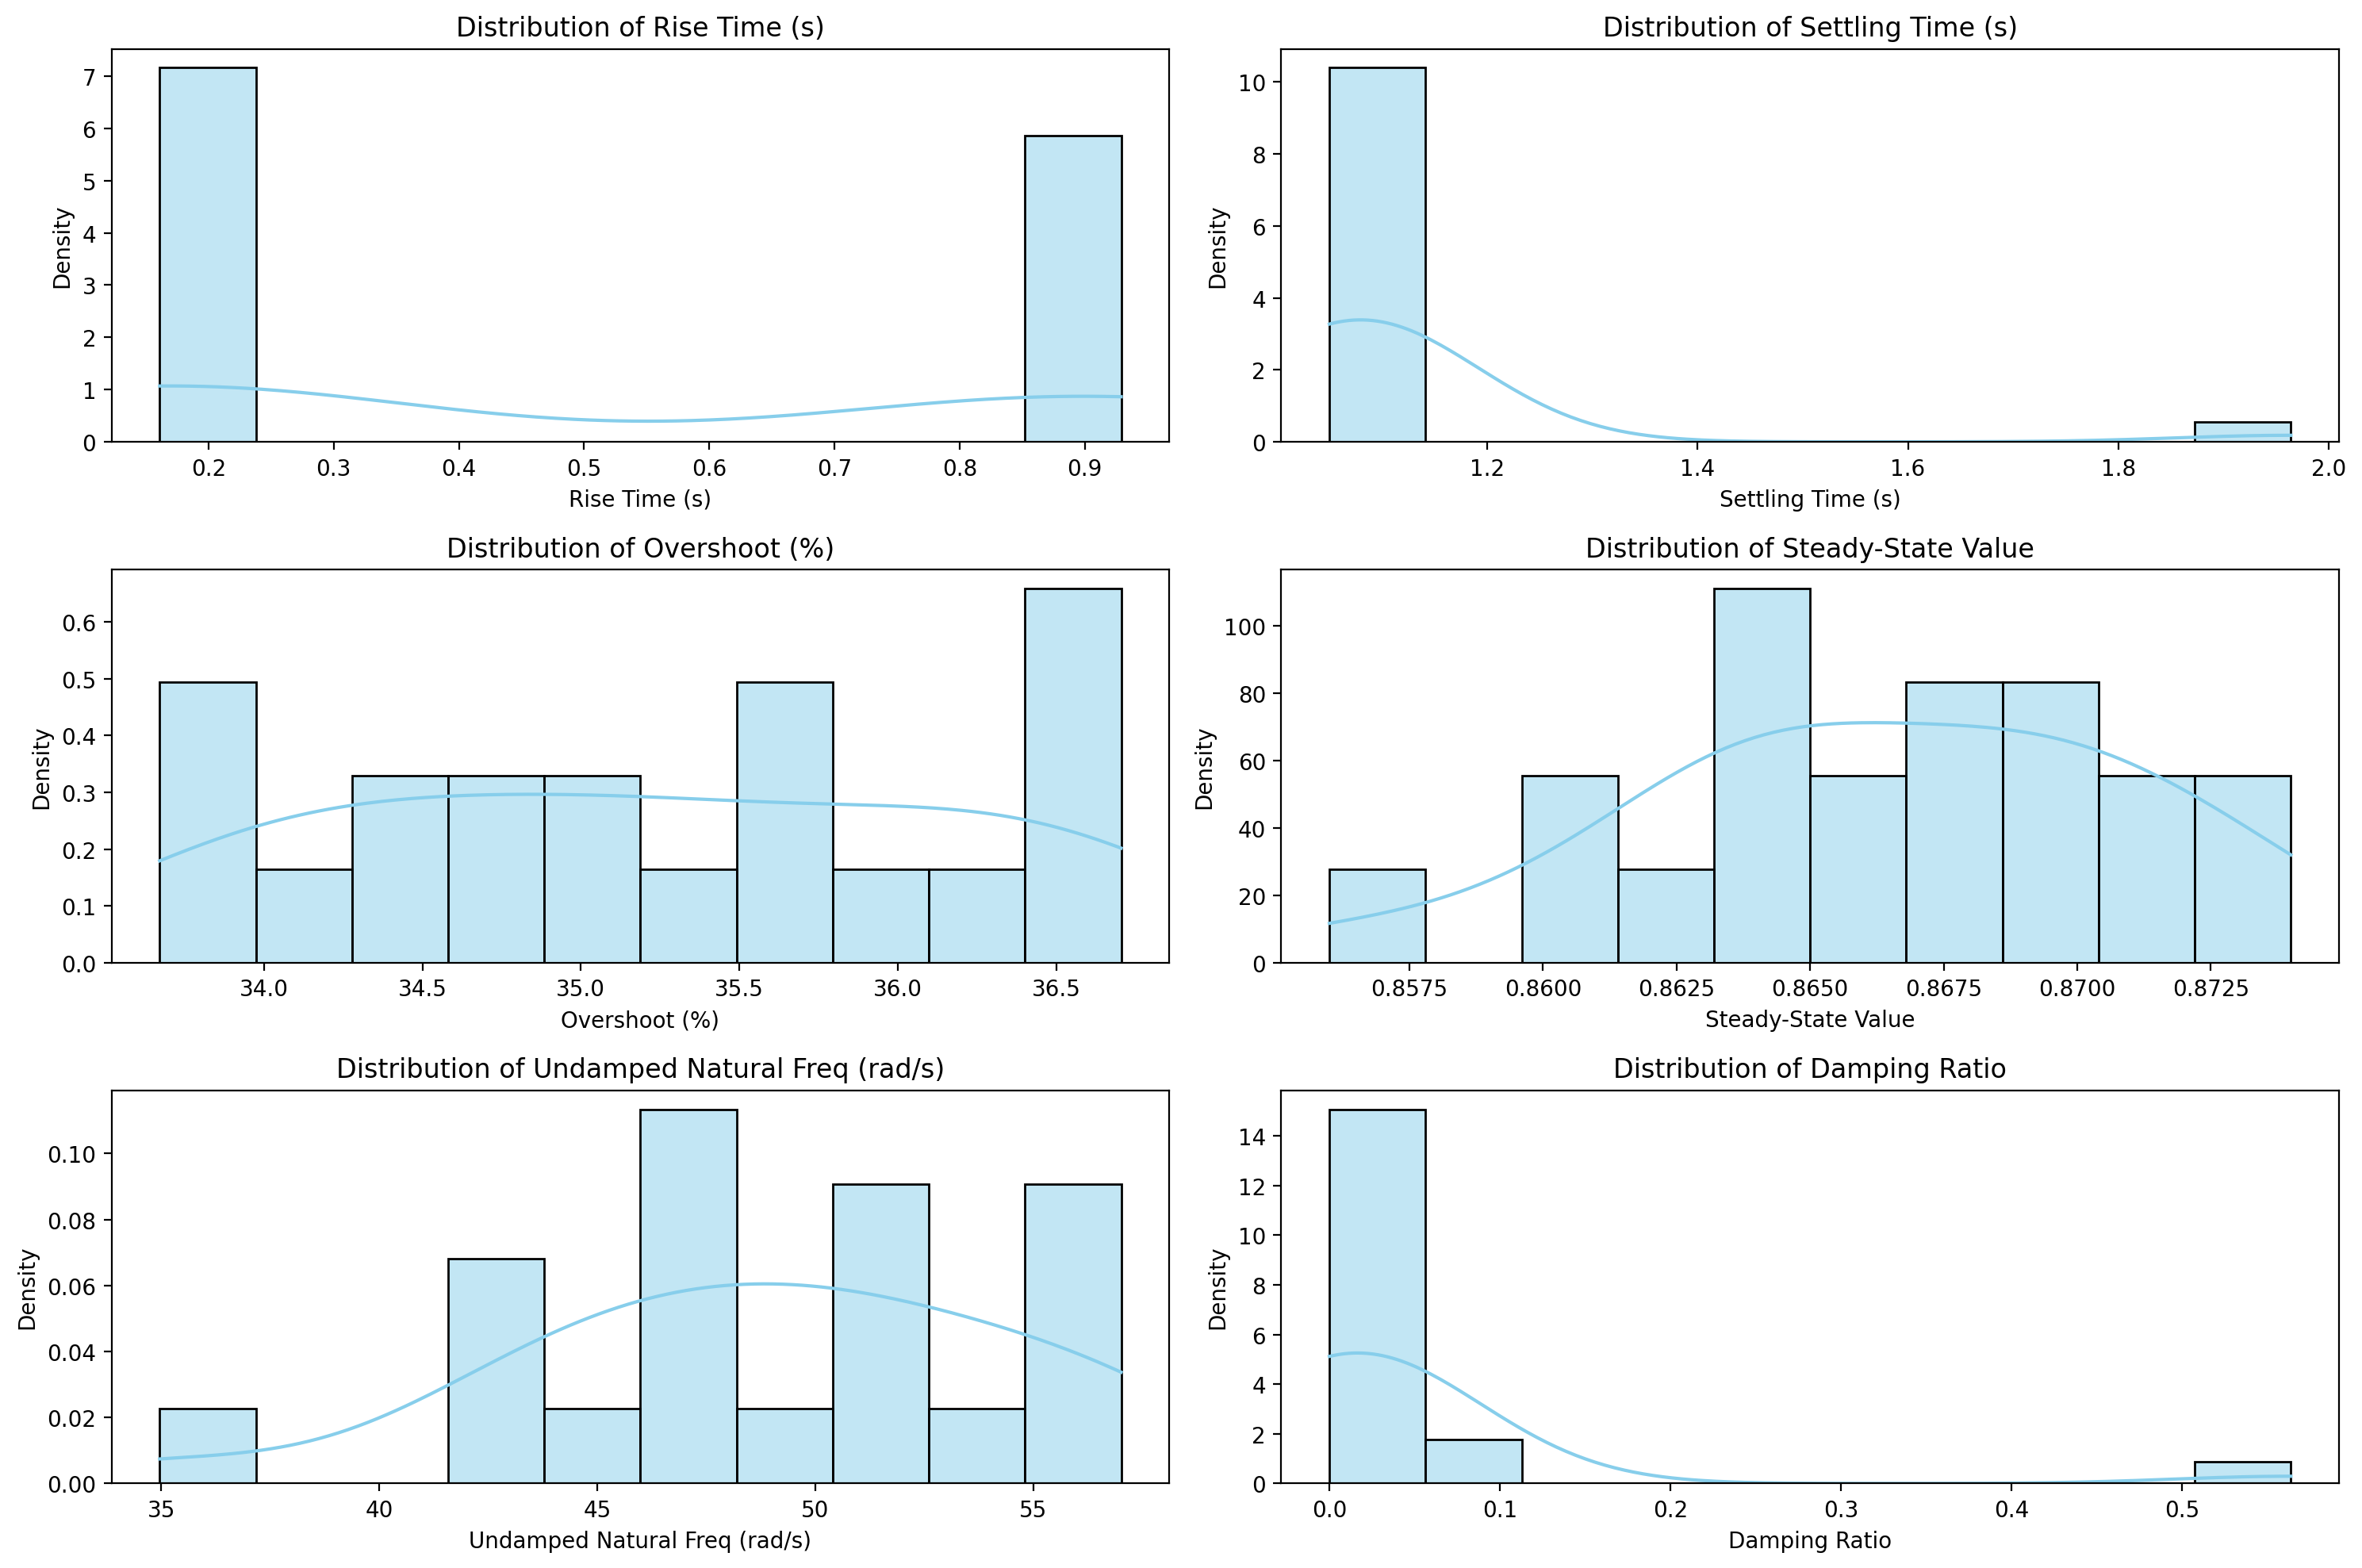 Distribution of Rise Time (s)
Density
7
6
5
4
3
2
1
0
0.2 0.3 0.4 0.5 0.6 0.7 0.8 0.9
Rise Time (s)
Distribution of Settling Time (s)
Density
10
8
6
4
2
0
1.2 1.4 1.6 1.8 2.0
Settling Time (s)
Distribution of Overshoot (%)
Density
0.6
0.5
0.4
0.3
0.2
0.1
0.0
34.0 34.5 35.0 35.5 36.0 36.5
Overshoot (%)
Distribution of Steady-State Value
Density
100
80
60
40
20
0
0.8575 0.8600 0.8625 0.8650 0.8675 0.8700 0.8725
Steady-State Value
Distribution of Undamped Natural Freq (rad/s)
Density
0.10
0.08
0.06
0.04
0.02
0.00
35 40 45 50 55
Undamped Natural Freq (rad/s)
Distribution of Damping Ratio
Density
14
12
10
8
6
4
2
0
0.0 0.1 0.2 0.3 0.4 0.5
Damping Ratio